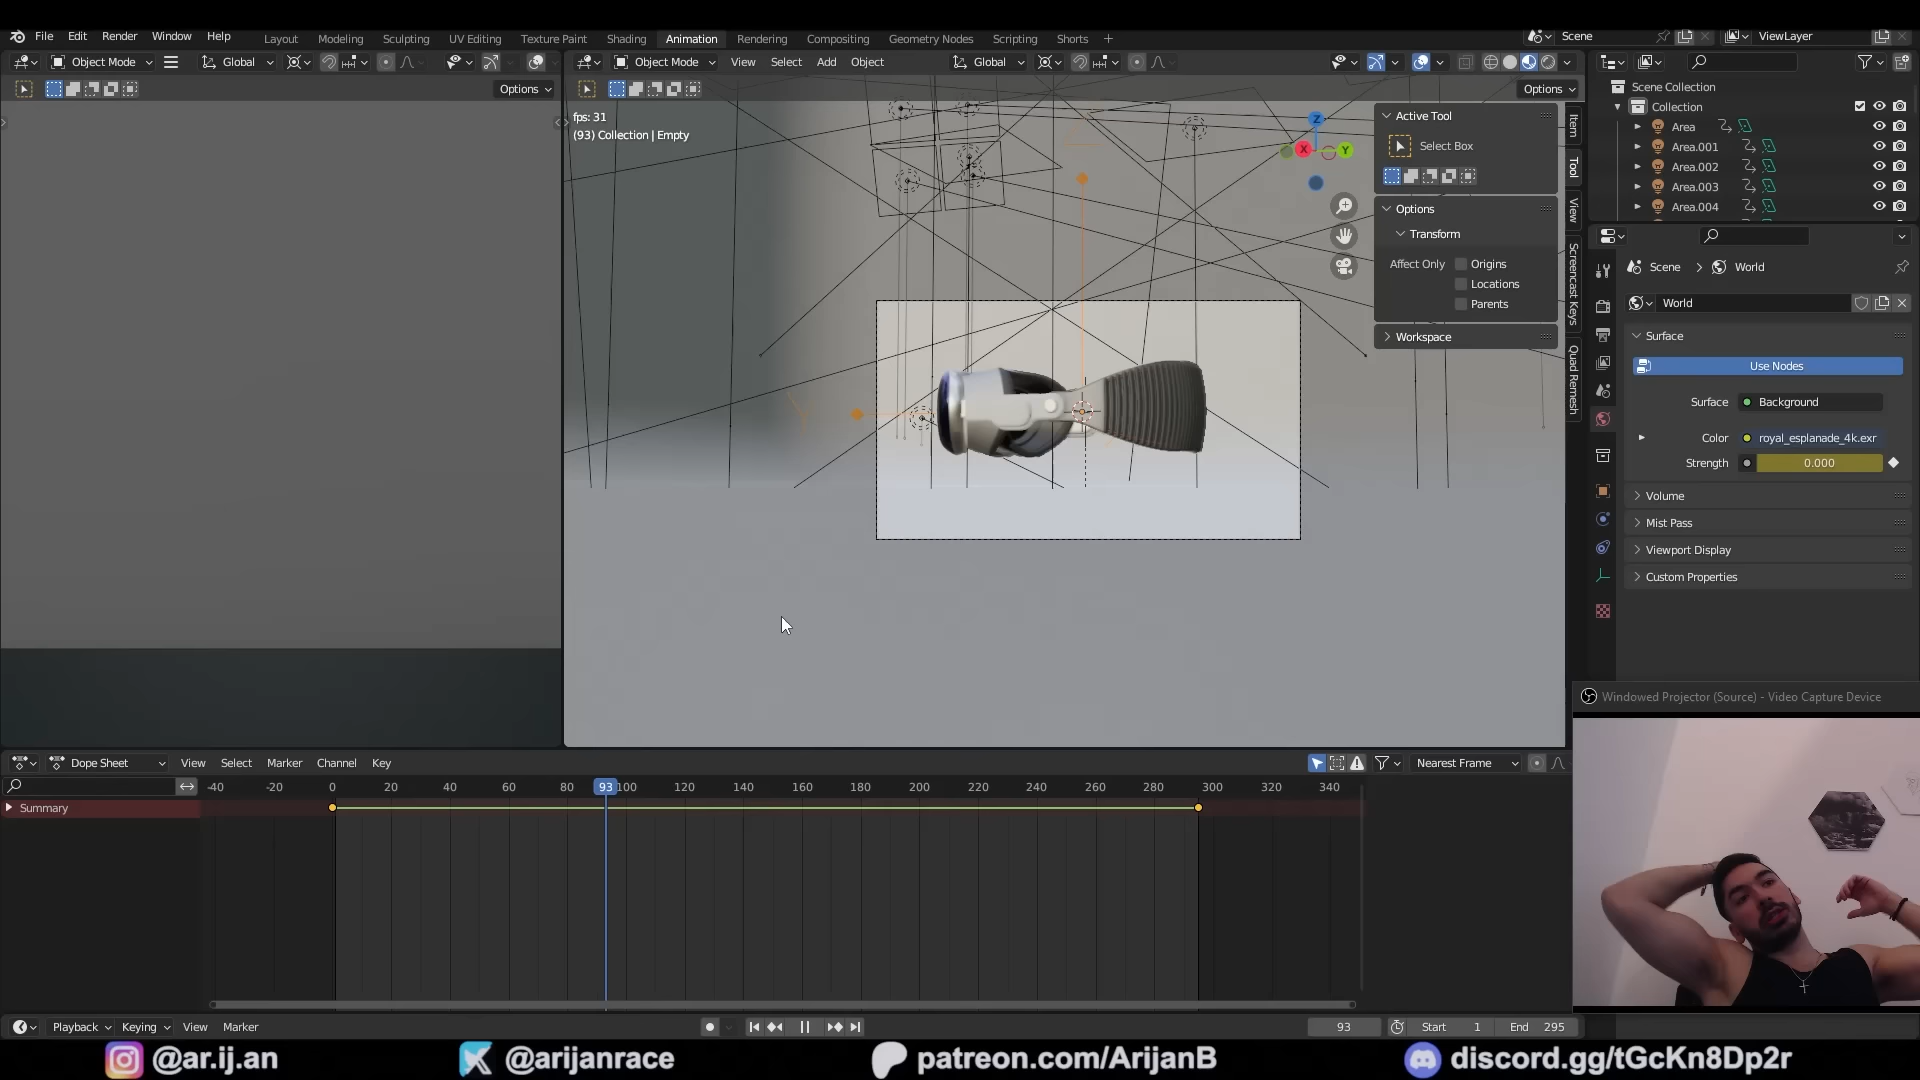 File Edit Render Window Help
Layout Modeling Sculpting UV Editing Texture Paint Shading Animation Rendering Compositing Geometry Nodes Scripting Shorts +
Scene
ViewLayer
Object Mode
Global
Object Mode
View Select Add Object
Global
Options
Options
fps: 31
(93) Collection | Empty
Z
X
Y
Active Tool
Select Box
Options
Transform
Affect Only Origins
Locations
Parents
Workspace
Item
Tool
View
Screencast Keys
Quad Remesh
Scene Collection
Collection
Area
Area.001
Area.002
Area.003
Area.004
Scene > World
World
Surface
Use Nodes
Surface Background
Color royal_esplanade_4k.exr
Strength 0.000
Volume
Mist Pass
Viewport Display
Custom Properties
Windowed Projector (Source) - Video Capture Device
Dope Sheet View Select Marker Channel Key
Nearest Frame
-40 -20 0 20 40 60 80 93 100 120 140 160 180 200 220 240 260 280 300 320 340
Summary
Playback Keying View Marker
93 Start 1 End 295
@ar.ij.an
@arijanrace
patreon.com/ArijanB
discord.gg/tGcKn8Dp2r